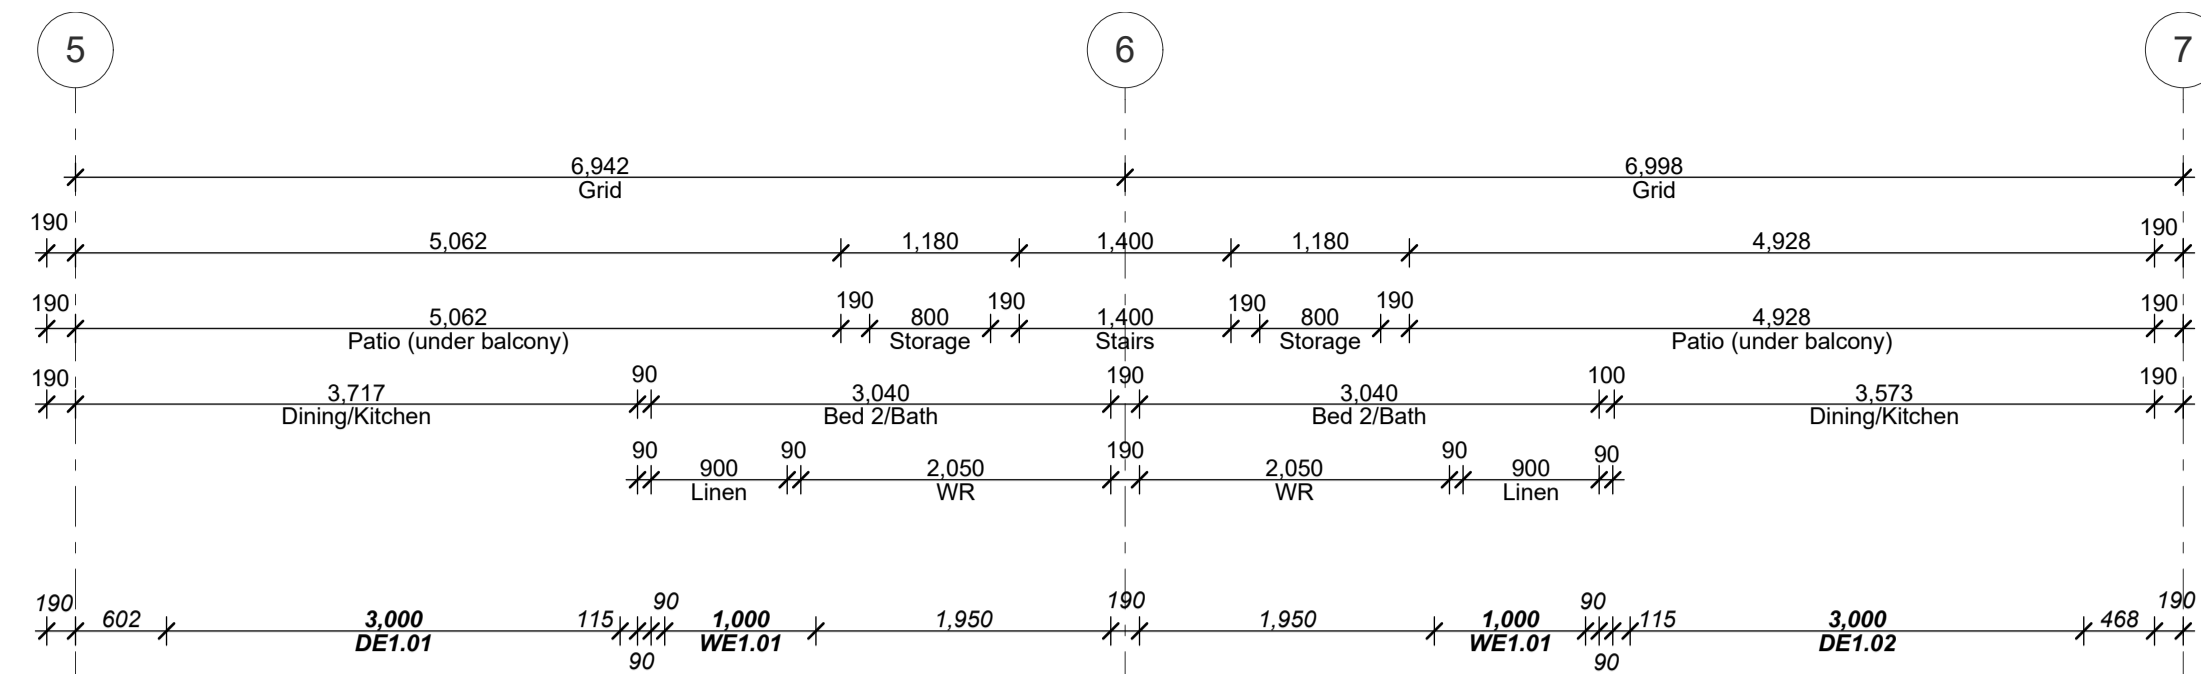 5 6 7
6,942 6,998
Grid Grid
190 5,062 1,180 1,400 1,180 4,928 190
190 5,062 190 800 190 1,400 190 800 190 4,928 190
Patio (under balcony) Storage Stairs Storage Patio (under balcony)
190 3,717 90 3,040 190 3,040 100 3,573 190
Dining/Kitchen Bed 2/Bath Bed 2/Bath Dining/Kitchen
90 900 90 2,050 190 2,050 90 900 90
Linen WR WR Linen
190 602 3,000 115 90 1,000 1,950 190 1,950 1,000 90 115 3,000 468 190
DE1.01 90 WE1.01 WE1.01 90 DE1.02